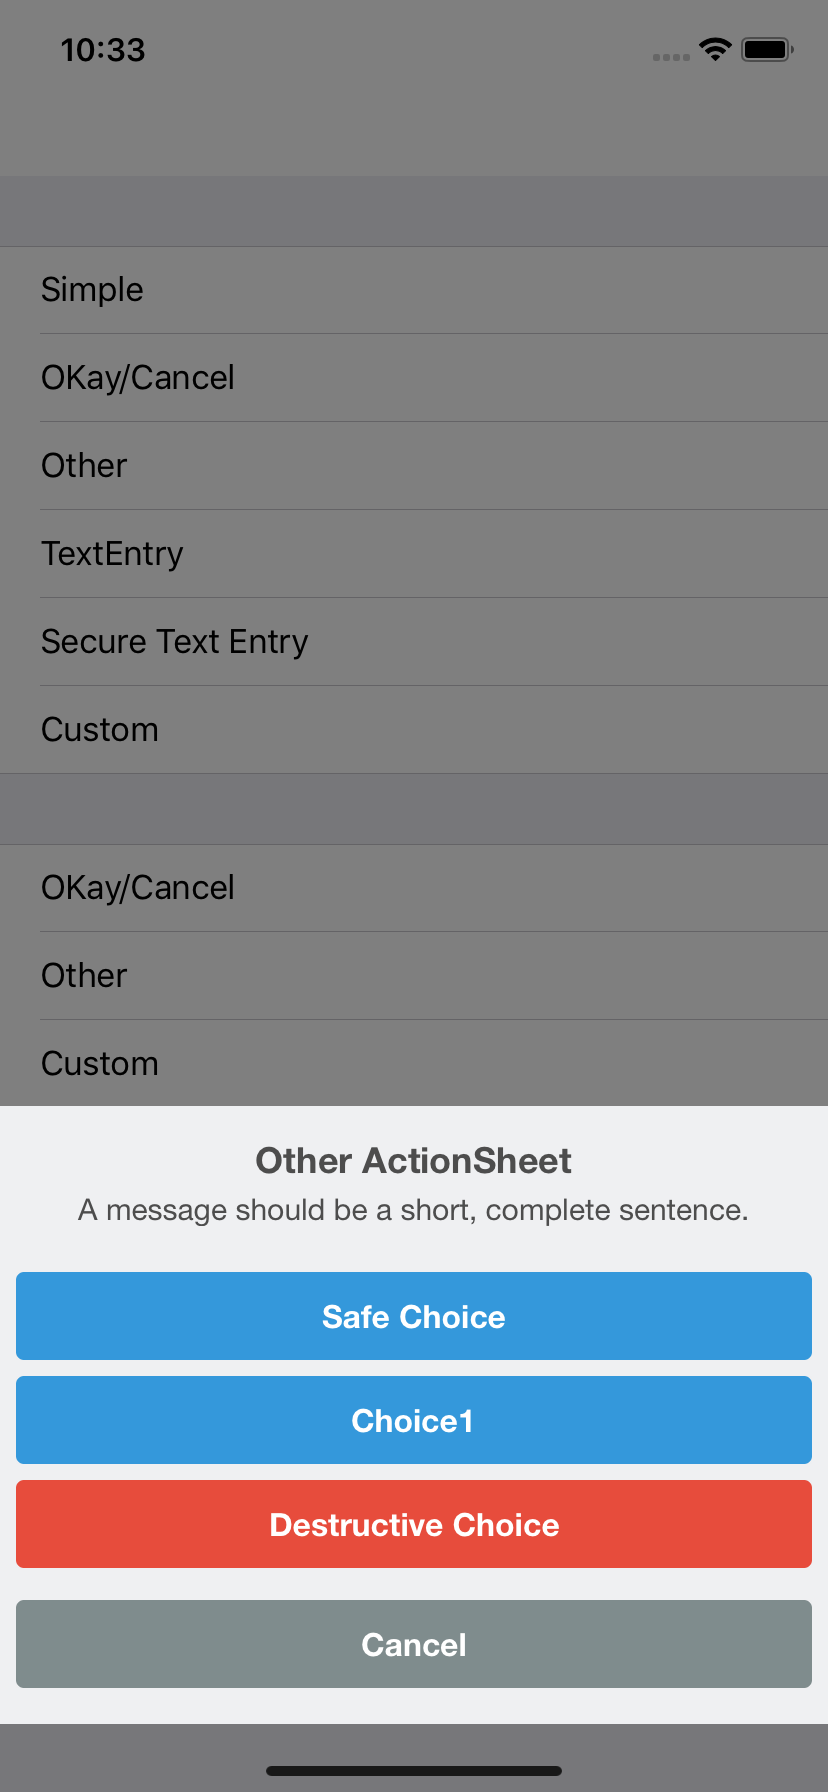 10:33
Simple
OKay/Cancel
Other
TextEntry
Secure Text Entry
Custom
OKay/Cancel
Other
Custom
Other ActionSheet
A message should be a short, complete sentence.
Safe Choice
Choice1
Destructive Choice
Cancel